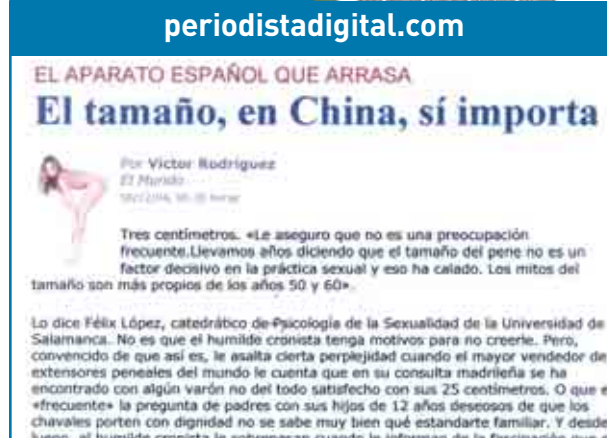 periodistadigital.com
EL APARATO ESPAÑOL QUE ARRASA
El tamaño, en China, sí importa
Por Victor Rodríguez
El Mundo
Tres centímetros. «Le aseguro que no es una preocupación
frecuente.Llevamos años diciendo que el tamaño del pene no es un
factor decisivo en la práctica sexual y eso ha calado. Los mitos del
tamaño son más propios de los años 50 y 60».
Lo dice Félix López, catedrático de Psicología de la Sexualidad de la Universidad de
Salamanca. No es que el humilde cronista tenga motivos para no creerle. Pero,
convencido de que así es, le asalta cierta perplejidad cuando el mayor vendedor de
extensores peneales del mundo le cuenta que en su consulta madrileña se ha
encontrado con algún varón no del todo satisfecho con sus 25 centímetros. O que e
«frecuente» la pregunta de padres con sus hijos de 12 años deseosos de que los
chavales porten con dignidad no se sabe muy bien qué estandarte familiar. Y desde
luego, al humilde cronista le